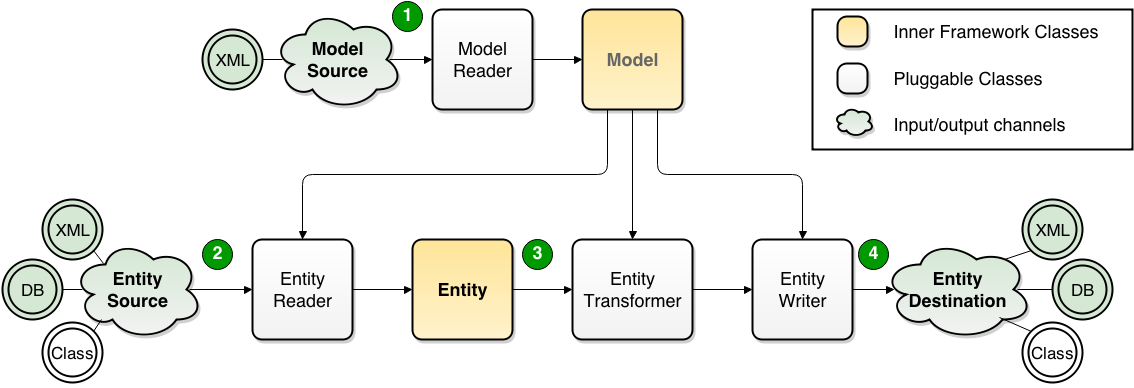 1
XML
Model
Source
Model
Reader
Model
Inner Framework Classes
Pluggable Classes
Input/output channels
XML
DB
Class
Entity
Source
2
Entity
Reader
Entity
3
Entity
Transformer
Entity
Writer
4
Entity
Destination
XML
DB
Class